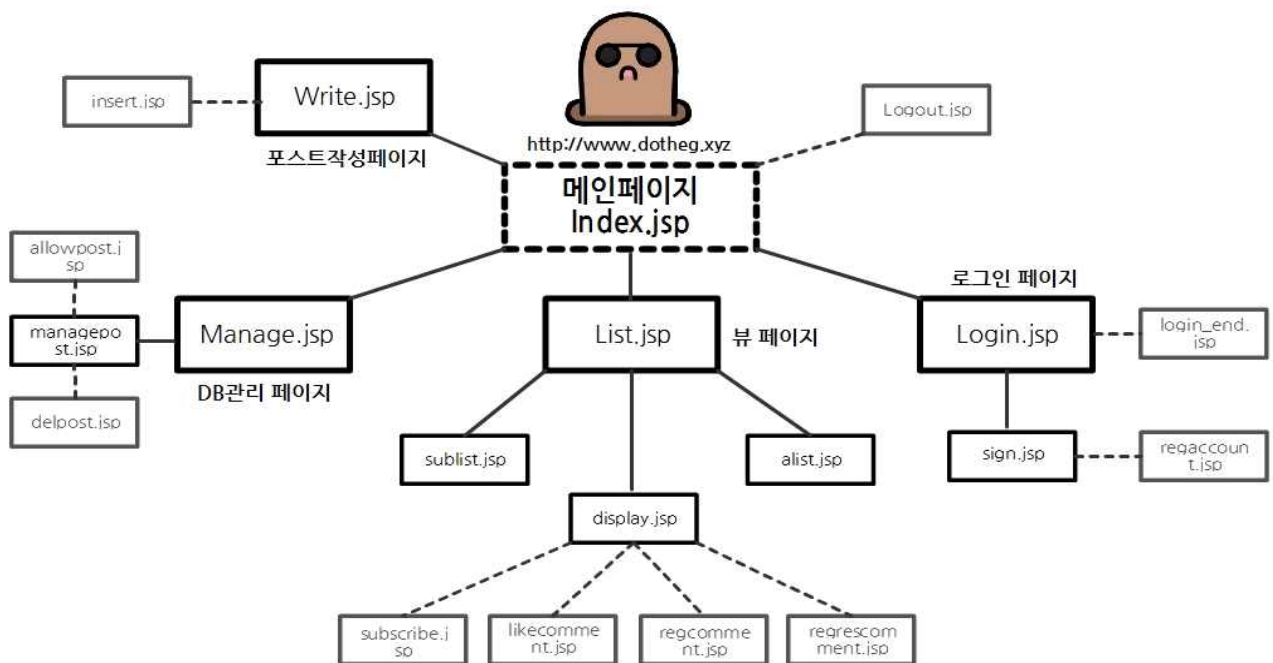 insert.jsp
Write.jsp
포스트작성페이지
http://www.dotheg.xyz
Logout.jsp
메인페이지
Index.jsp
allowpost.j
sp
managepo
st.jsp
delpost.jsp
Manage.jsp
DB관리 페이지
List.jsp
뷰 페이지
로그인 페이지
Login.jsp
login_end.
jsp
sublist.jsp
alist.jsp
sign.jsp
regaccoun
t.jsp
display.jsp
subscribe.j
sp
likecomme
nt.jsp
regcomme
nt.jsp
regrescom
ment.jsp